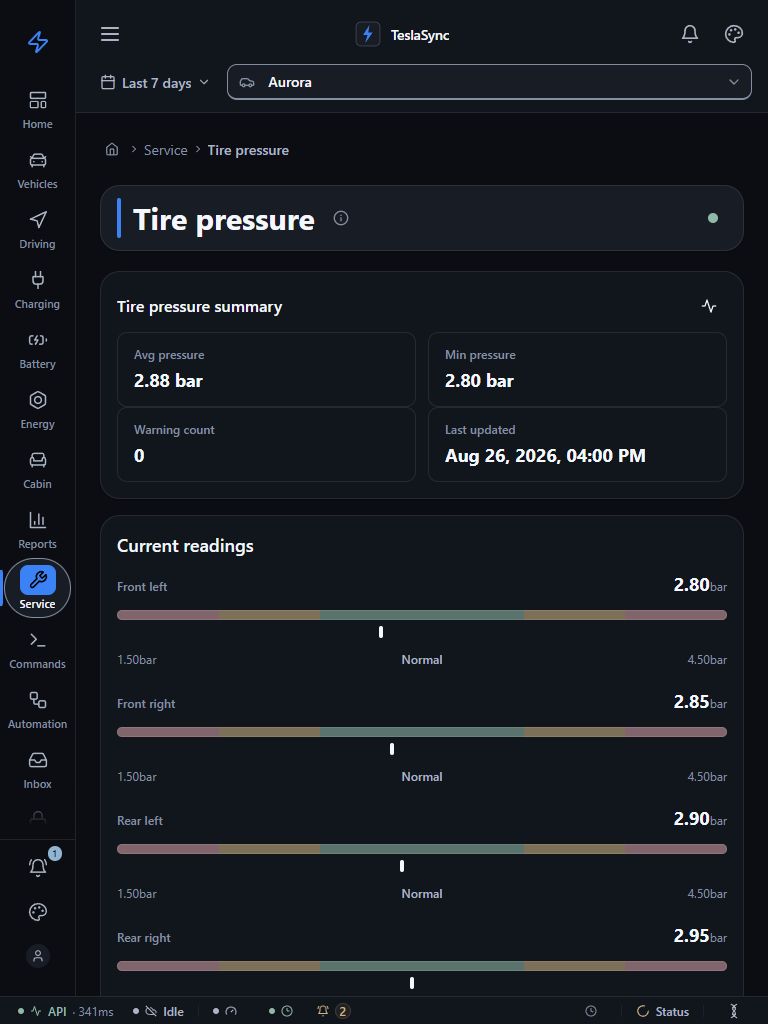 TeslaSync
Last 7 days
Aurora
Home
Vehicles
Driving
Charging
Battery
Energy
Cabin
Reports
Service
Commands
Automation
Inbox
1
Service
Tire pressure
Tire pressure
Tire pressure summary
Avg pressure
2.88 bar
Min pressure
2.80 bar
Warning count
0
Last updated
Aug 26, 2026, 04:00 PM
Current readings
Front left
2.80bar
1.50bar Normal 4.50bar
Front right
2.85bar
1.50bar Normal 4.50bar
Rear left
2.90bar
1.50bar Normal 4.50bar
Rear right
2.95bar
API · 341ms Idle 2 Status